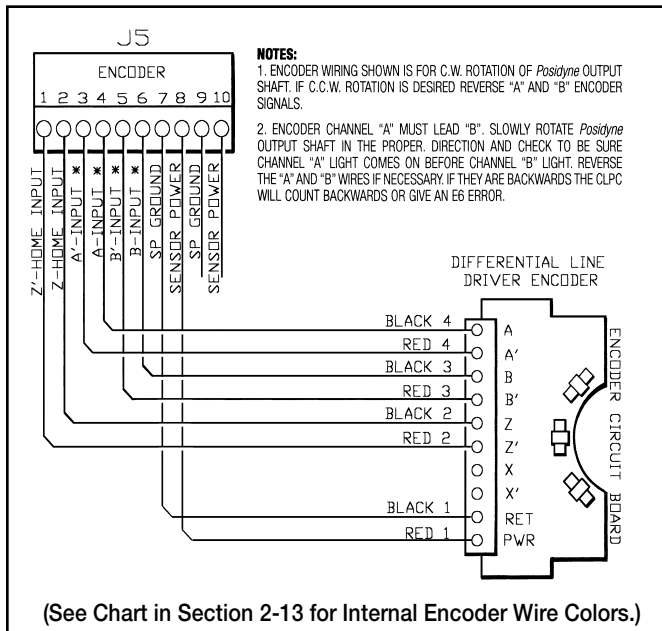 J5
ENCODER
1 2 3 4 5 6 7 8 9 10
Z'-HOME INPUT
Z-HOME INPUT
A'-INPUT *
A-INPUT *
B'-INPUT *
B-INPUT *
SP GROUND
SENSOR POWER
SP GROUND
SENSOR POWER
NOTES:
1. ENCODER WIRING SHOWN IS FOR C.W. ROTATION OF Posidyne OUTPUT
SHAFT. IF C.C.W. ROTATION IS DESIRED REVERSE "A" AND "B" ENCODER
SIGNALS.
2. ENCODER CHANNEL "A" MUST LEAD "B". SLOWLY ROTATE Posidyne
OUTPUT SHAFT IN THE PROPER. DIRECTION AND CHECK TO BE SURE
CHANNEL "A" LIGHT COMES ON BEFORE CHANNEL "B" LIGHT. REVERSE
THE "A" AND "B" WIRES IF NECESSARY. IF THEY ARE BACKWARDS THE CLPC
WILL COUNT BACKWARDS OR GIVE AN E6 ERROR.
DIFFERENTIAL LINE
DRIVER ENCODER
BLACK 4 A
RED 4 A'
BLACK 3 B
RED 3 B'
BLACK 2 Z
RED 2 Z'
X
X'
BLACK 1 RET
RED 1 PWR
ENCODER CIRCUIT BOARD
(See Chart in Section 2-13 for Internal Encoder Wire Colors.)